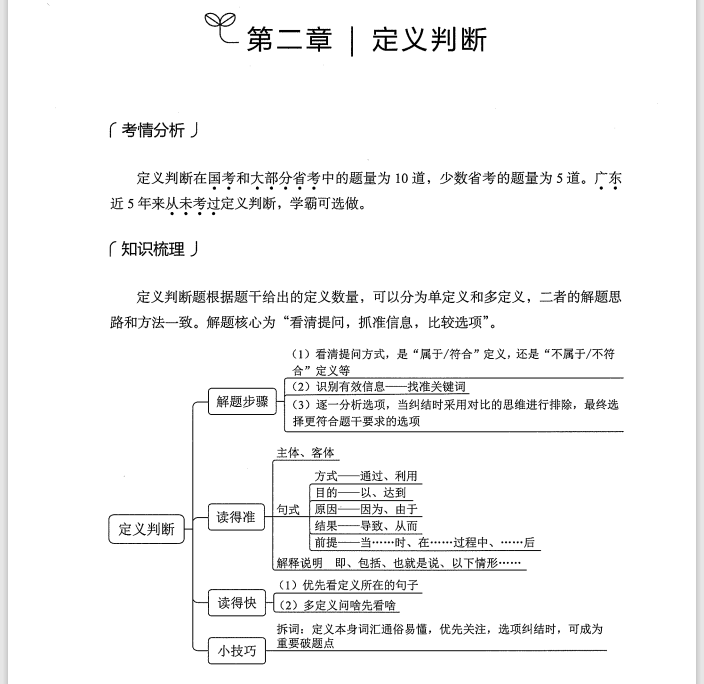 第二章 | 定义判断
考情分析
定义判断在国考和大部分省考中的题量为 10 道，少数省考的题量为 5 道。广东
近 5 年来从未考过定义判断，学霸可选做。
知识梳理
定义判断题根据题干给出的定义数量，可以分为单定义和多定义，二者的解题思
路和方法一致。解题核心为“看清提问，抓准信息，比较选项”。
定义判断
解题步骤
（1）看清提问方式，是“属于/符合”定义，还是“不属于/不符
合”定义等
（2）识别有效信息——找准关键词
（3）逐一分析选项，当纠结时采用对比的思维进行排除，最终选
择更符合题干要求的选项
读得准
主体、客体
句式
方式——通过、利用
目的——以、达到
原因——因为、由于
结果——导致、从而
前提——当……时、在……过程中、……后
解释说明 即、包括、也就是说、以下情形……
读得快
（1）优先看定义所在的句子
（2）多定义问啥先看啥
小技巧
拆词：定义本身词汇通俗易懂，优先关注，选项纠结时，可成为
重要破题点